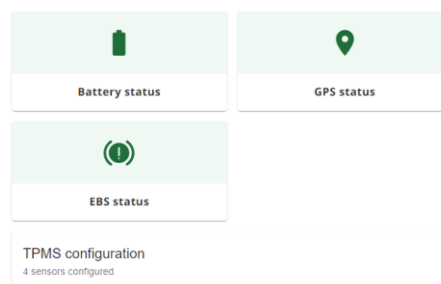 Battery status
GPS status
EBS status
TPMS configuration
4 sensors configured